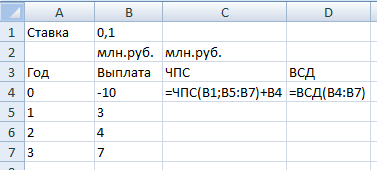 A B C D
1 Ставка 0,1
2 млн.руб. млн.руб.
3 Год Выплата ЧПС ВСД
4 0 -10 =ЧПС(B1;B5:B7)+B4 =ВСД(B4:B7)
5 1 3
6 2 4
7 3 7